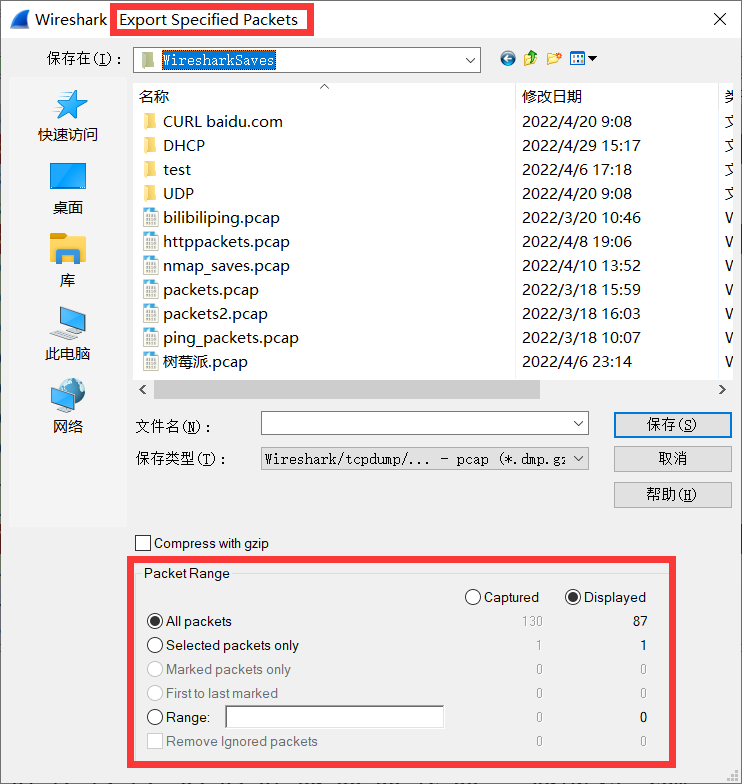 Wireshark Export Specified Packets
保存在(I)： WiresharkSaves
快速访问
桌面
库
此电脑
网络
名称 修改日期
CURL baidu.com 2022/4/20 9:08
DHCP 2022/4/29 15:17
test 2022/4/6 17:18
UDP 2022/4/20 9:08
bilibiliping.pcap 2022/3/20 10:46
httppackets.pcap 2022/4/8 19:06
nmap_saves.pcap 2022/4/10 13:52
packets.pcap 2022/3/18 15:59
packets2.pcap 2022/3/18 16:03
ping_packets.pcap 2022/3/18 10:07
树莓派.pcap 2022/4/6 23:14
文件名(N)： 保存(S)
保存类型(T)： Wireshark/tcpdump/... - pcap (*.dmp.gz 取消
帮助(H)
Compress with gzip
Packet Range
Captured Displayed
All packets 130 87
Selected packets only 1 1
Marked packets only 0 0
First to last marked 0 0
Range: 0 0
Remove Ignored packets 0 0